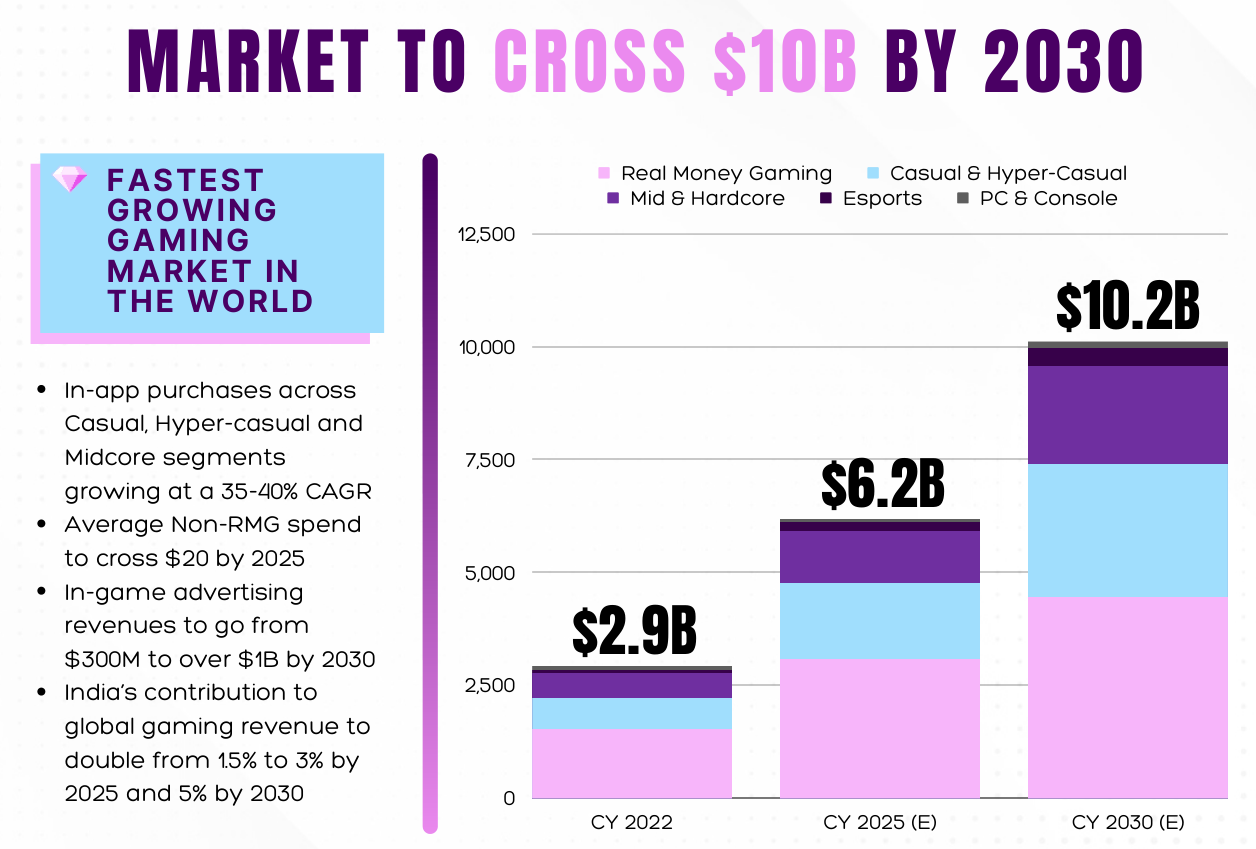 MARKET TO CROSS $10B BY 2030
FASTEST
GROWING
GAMING
MARKET IN
THE WORLD
• In-app purchases across
Casual, Hyper-casual and
Midcore segments
growing at a 35-40% CAGR
• Average Non-RMG spend
to cross $20 by 2025
• In-game advertising
revenues to go from
$300M to over $1B by 2030
• India's contribution to
global gaming revenue to
double from 1.5% to 3% by
2025 and 5% by 2030
Real Money Gaming Casual & Hyper-Casual
Mid & Hardcore Esports PC & Console
12,500
10,000
7,500
5,000
2,500
0
$2.9B
$6.2B
$10.2B
CY 2022 CY 2025 (E) CY 2030 (E)